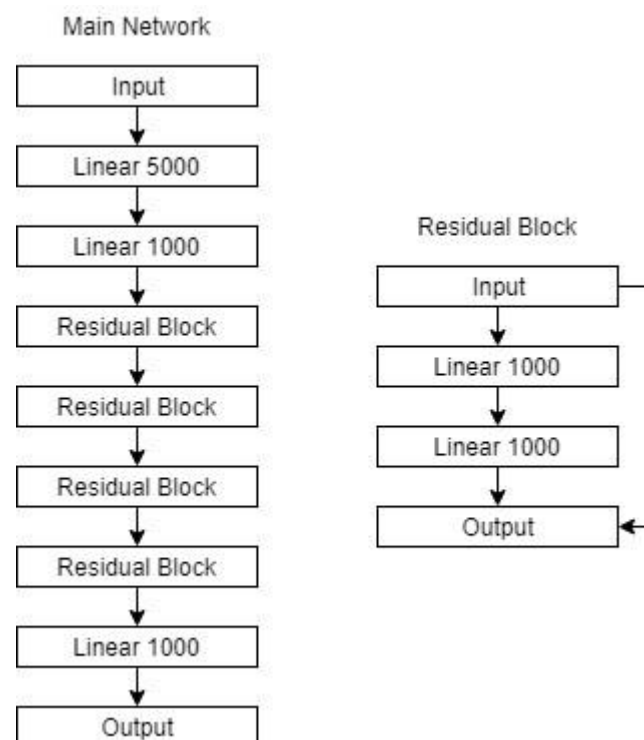 Main Network
Input
Linear 5000
Linear 1000
Residual Block
Residual Block
Residual Block
Residual Block
Linear 1000
Output
Residual Block
Input
Linear 1000
Linear 1000
Output